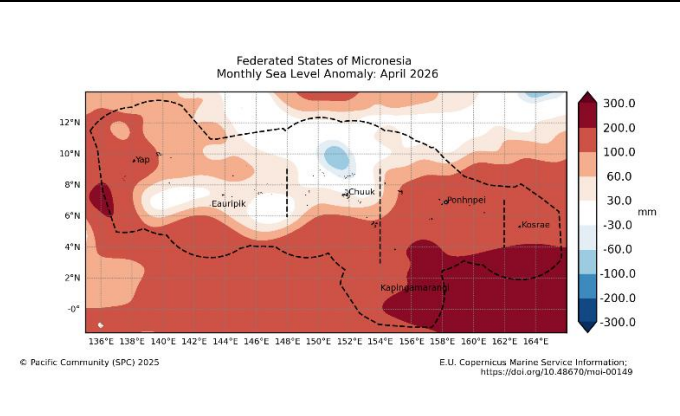 Federated States of Micronesia
Monthly Sea Level Anomaly: April 2026
12°N
10°N
8°N
6°N
4°N
2°N
-0°
Yap
Eauripik
Chuuk
Pohnpei
Kosrae
Kapingamarangi
136°E 138°E 140°E 142°E 144°E 146°E 148°E 150°E 152°E 154°E 156°E 158°E 160°E 162°E 164°E
300.0
200.0
100.0
60.0
30.0
-30.0
-60.0
-100.0
-200.0
-300.0
mm
© Pacific Community (SPC) 2025
E.U. Copernicus Marine Service Information;
https://doi.org/10.48670/moi-00149